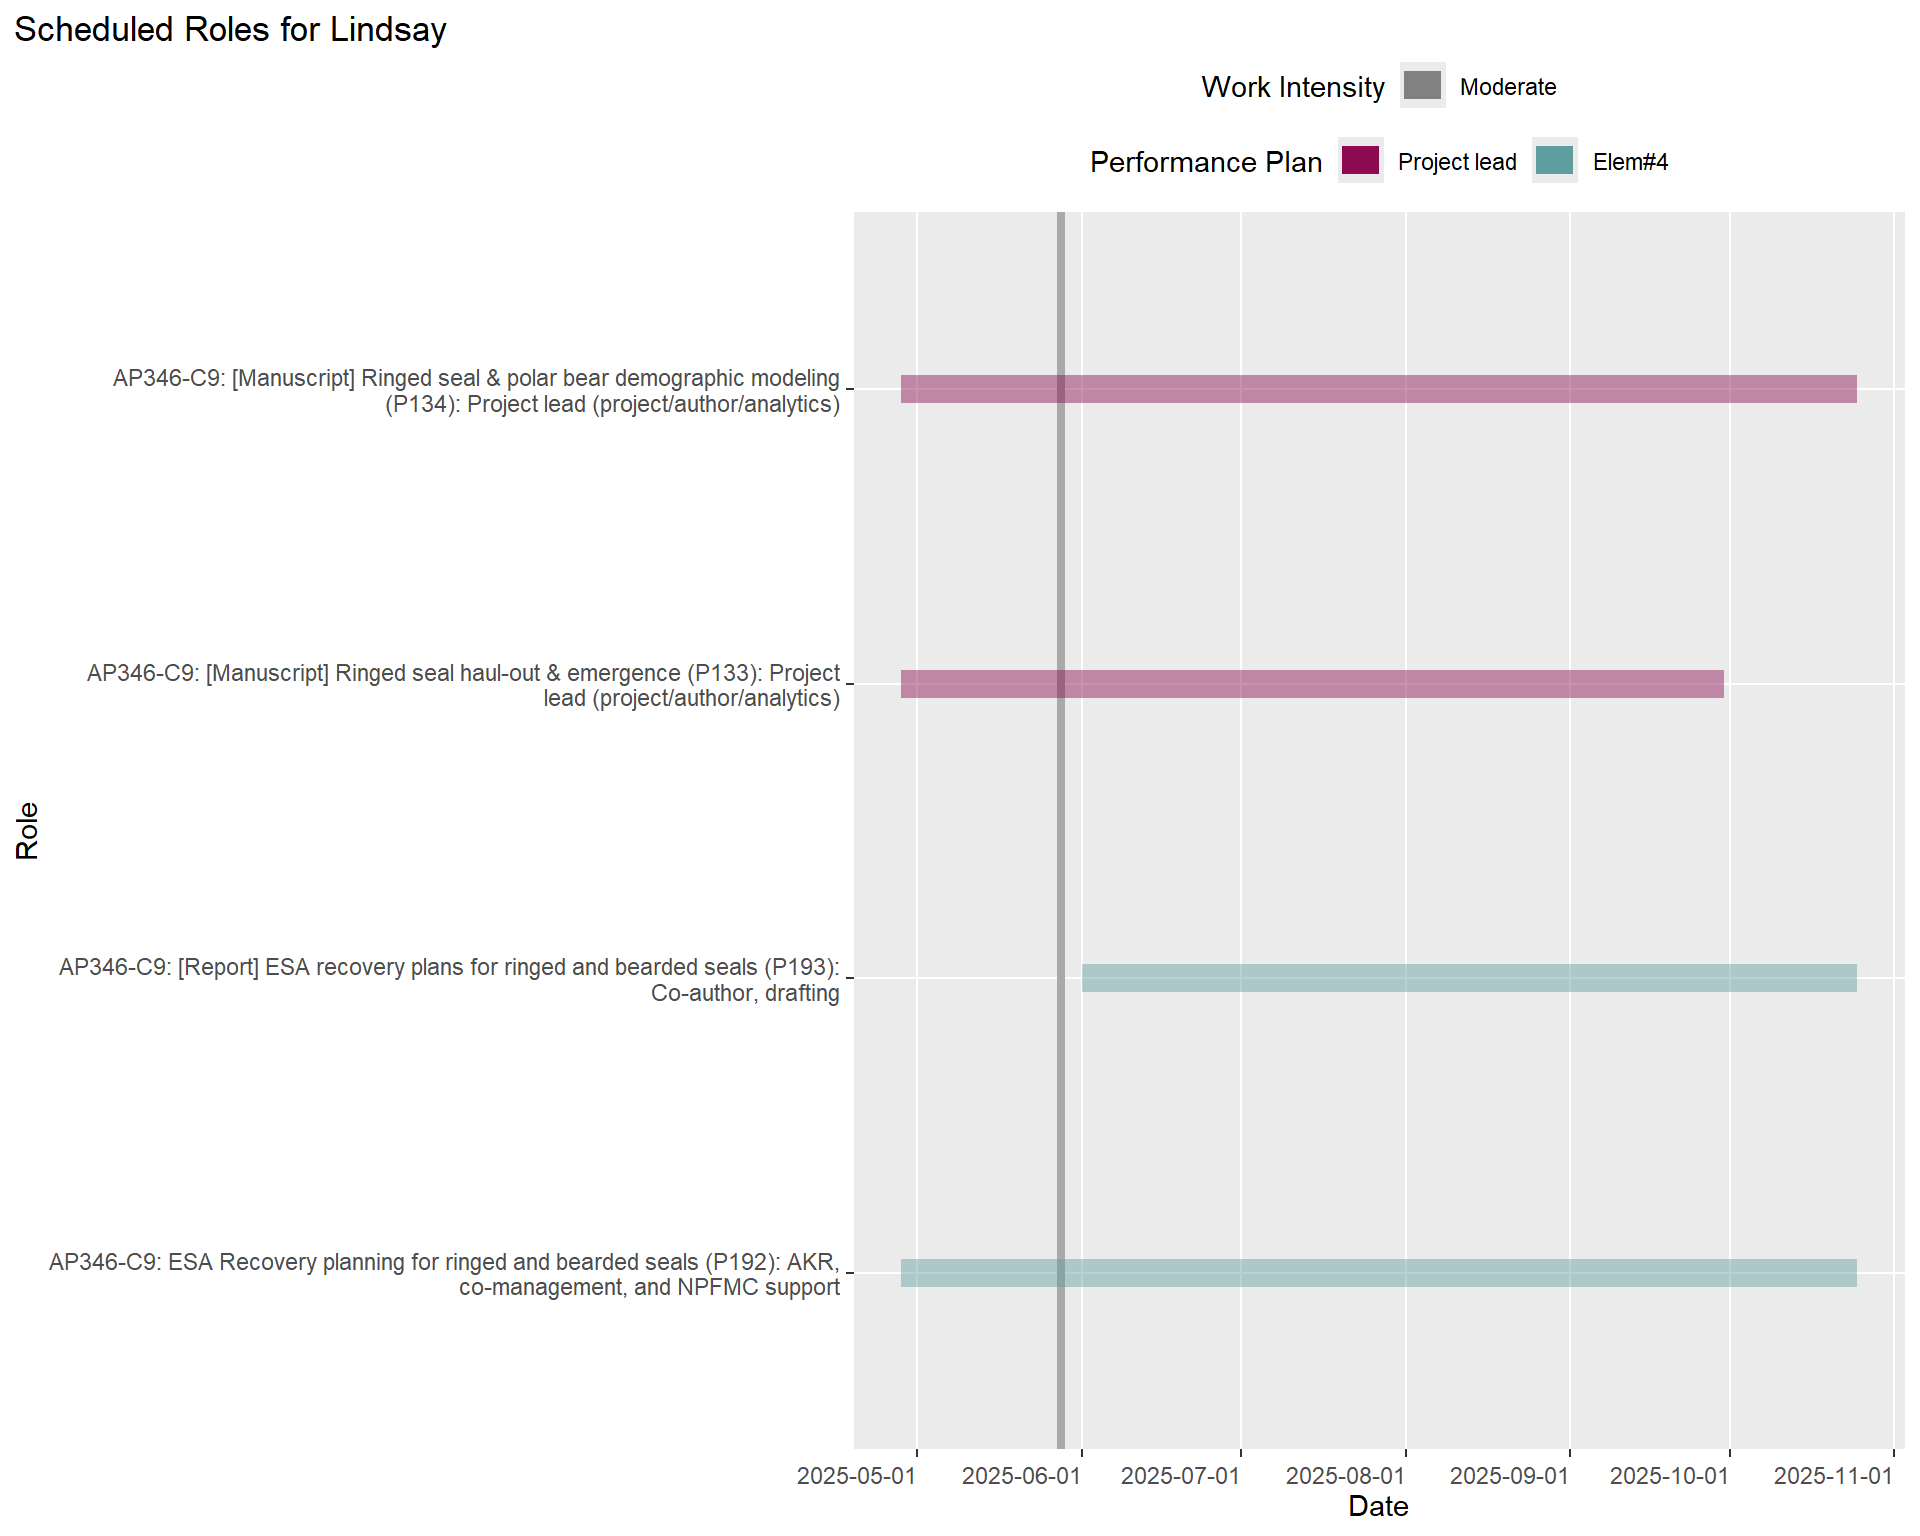 Scheduled Roles for Lindsay
Work Intensity Moderate
Performance Plan Project lead Elem#4
AP346-C9: [Manuscript] Ringed seal & polar bear demographic modeling
(P134): Project lead (project/author/analytics)
AP346-C9: [Manuscript] Ringed seal haul-out & emergence (P133): Project
lead (project/author/analytics)
Role
AP346-C9: [Report] ESA recovery plans for ringed and bearded seals (P193):
Co-author, drafting
AP346-C9: ESA Recovery planning for ringed and bearded seals (P192): AKR,
co-management, and NPFMC support
2025-05-01 2025-06-01 2025-07-01 2025-08-01 2025-09-01 2025-10-01 2025-11-01
Date